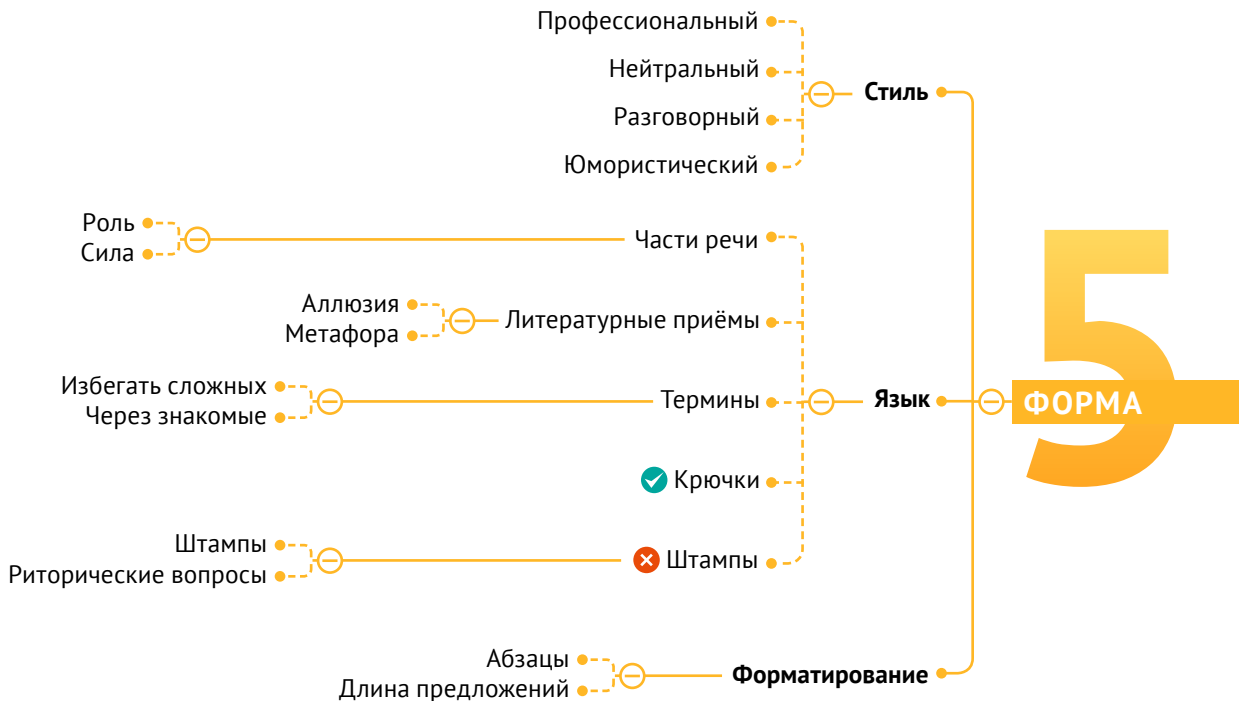 Профессиональный
Нейтральный
Разговорный
Юмористический
Стиль
Роль
Сила
Части речи
Аллюзия
Метафора
Литературные приёмы
Избегать сложных
Через знакомые
Термины
Крючки
Штампы
Риторические вопросы
Штампы
Язык
Абзацы
Длина предложений
Форматирование
5
ФОРМА